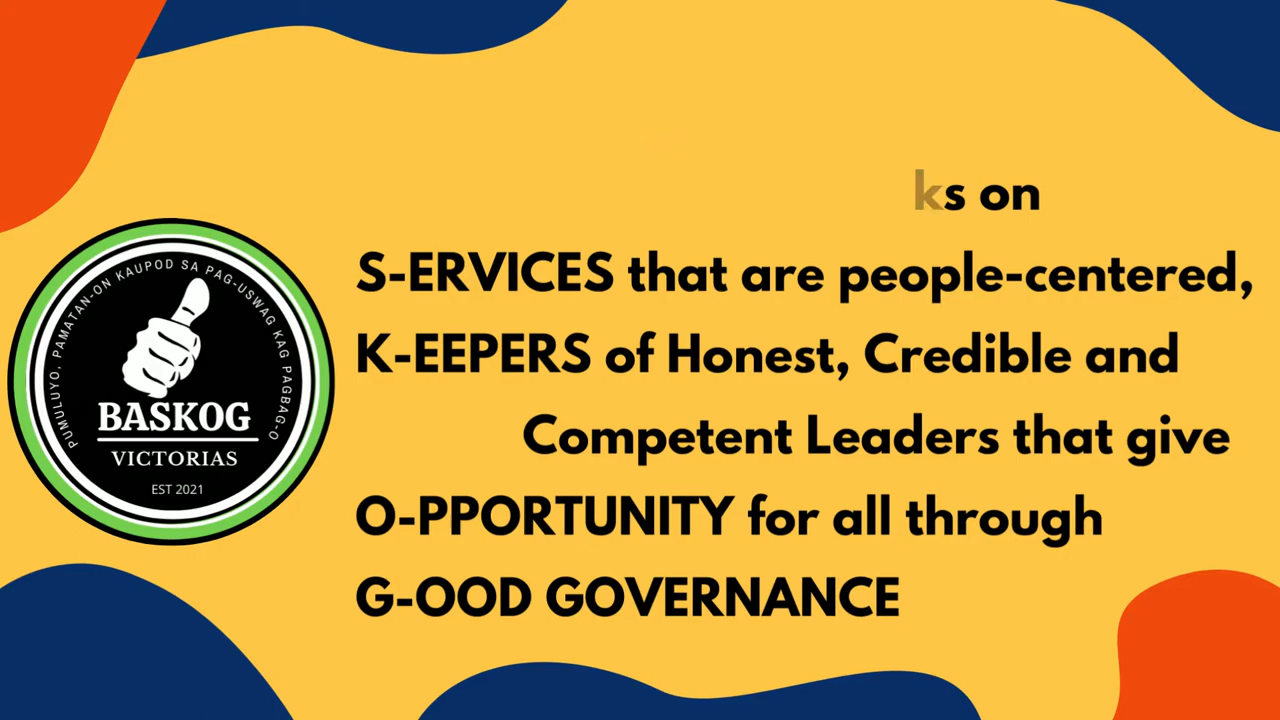 ks on
S-ERVICES that are people-centered,
K-EEPERS of Honest, Credible and
Competent Leaders that give
O-PPORTUNITY for all through
G-OOD GOVERNANCE
PUMULUYO, PAMATAN-ON KAUPOD SA PAG-USWAG KAG PAGBAG-O
BASKOG
VICTORIAS
EST 2021